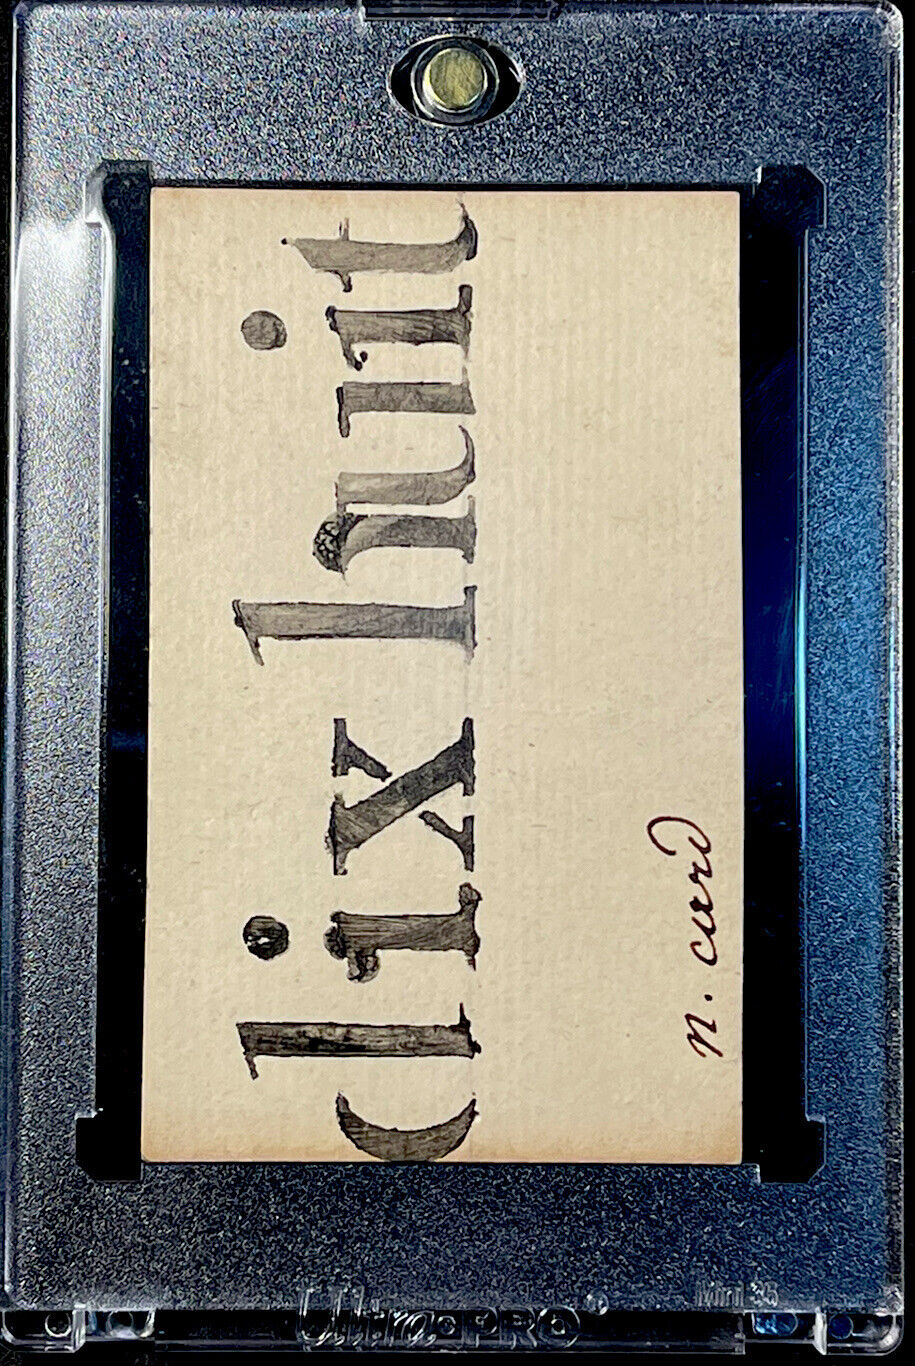 dix huit
n. card
Ultra•PRO®